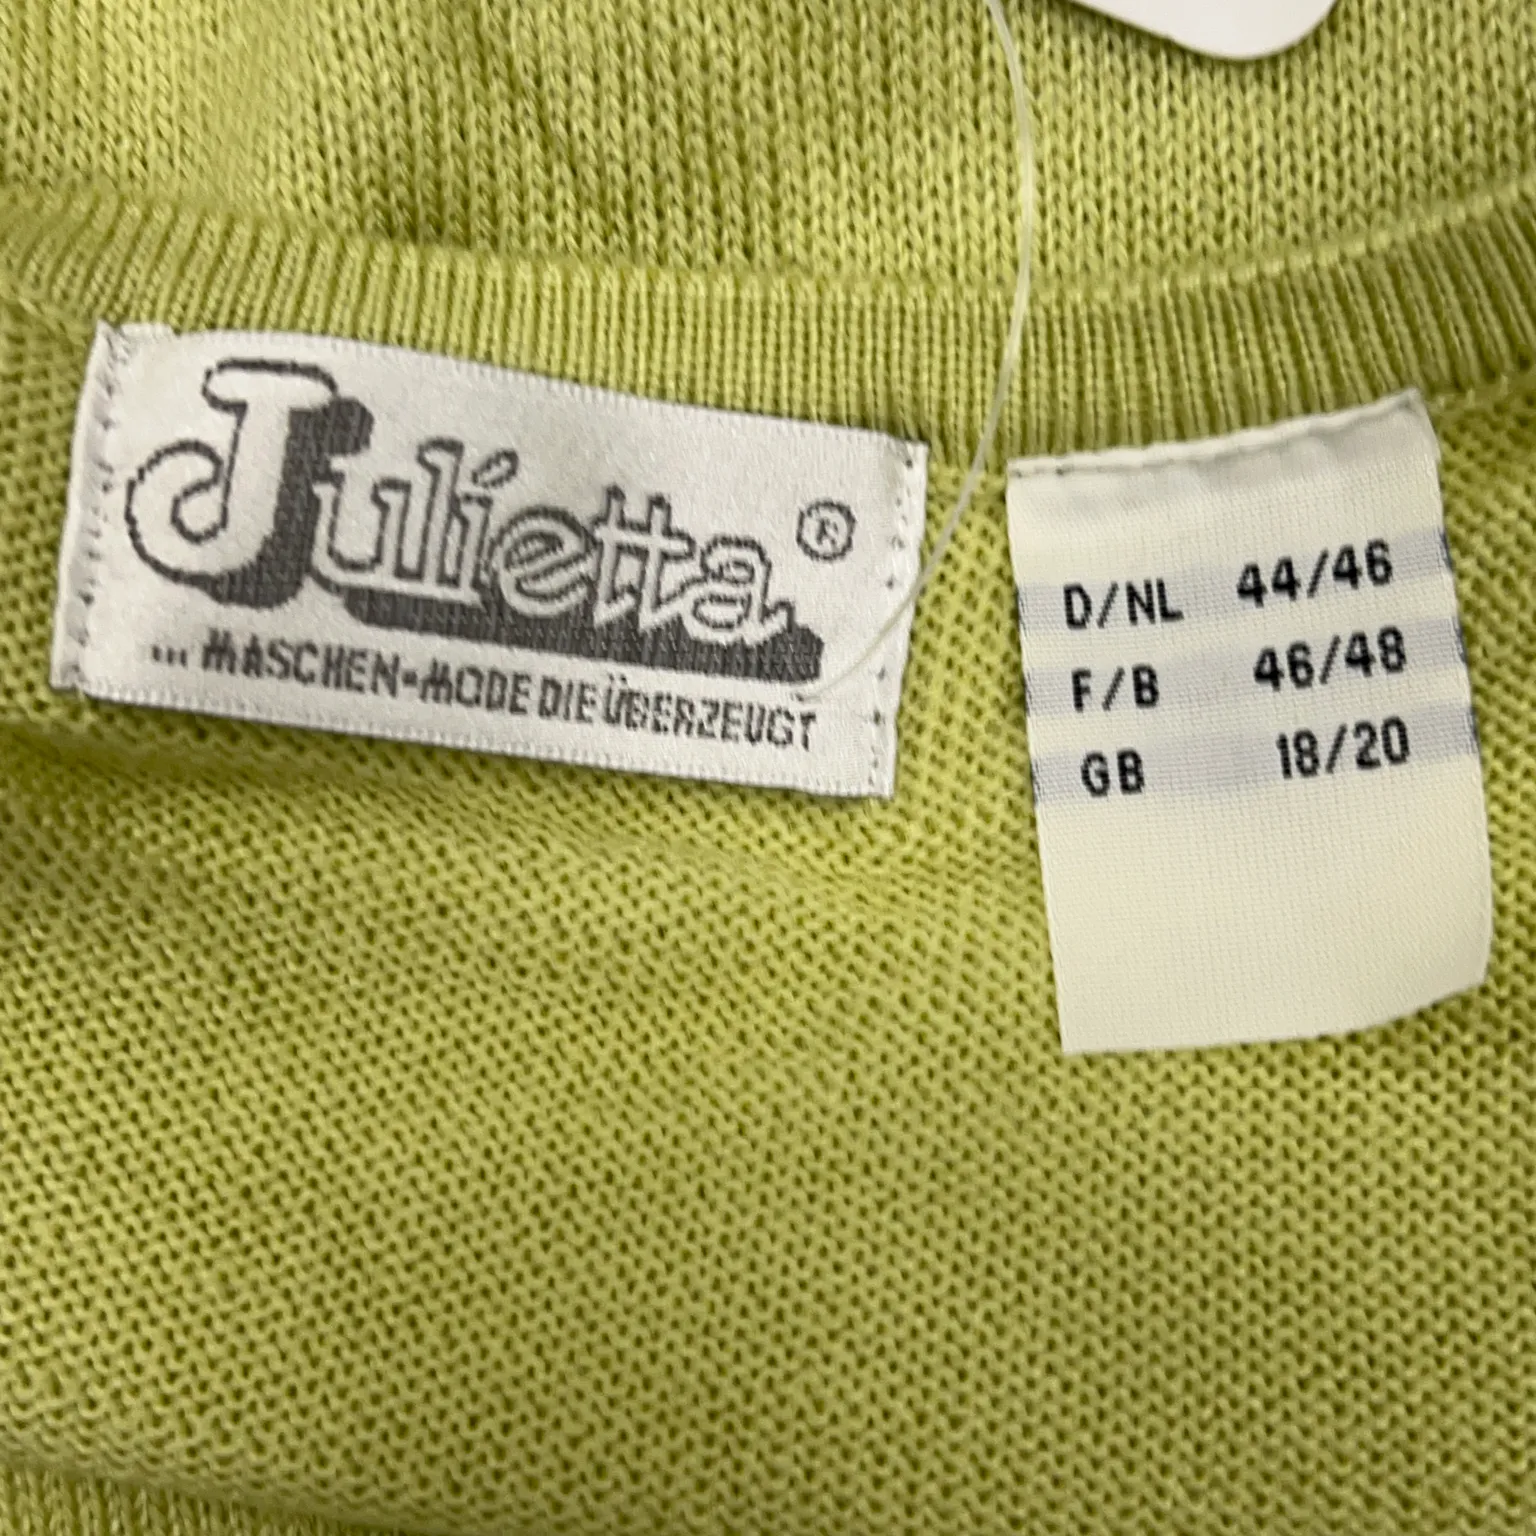 Julietta ®
... MASCHEN-MODE DIE ÜBERZEUGT
D/NL 44/46
F/B 46/48
GB 18/20